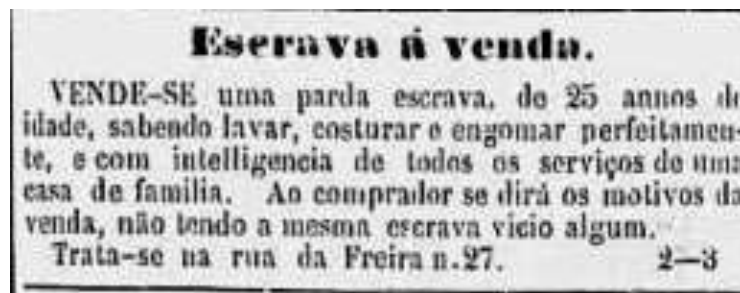 Escrava á venda.
VENDE-SE uma parda escrava, de 25 annos de
idade, sabendo lavar, costurar e engomar perfeitamen-
te, e com intelligencia de todos os serviços de uma
casa de familia. Ao comprador se dirá os motivos da
venda, não tendo a mesma escrava vicio algum.
Trata-se na rua da Freira n. 27. 2—3